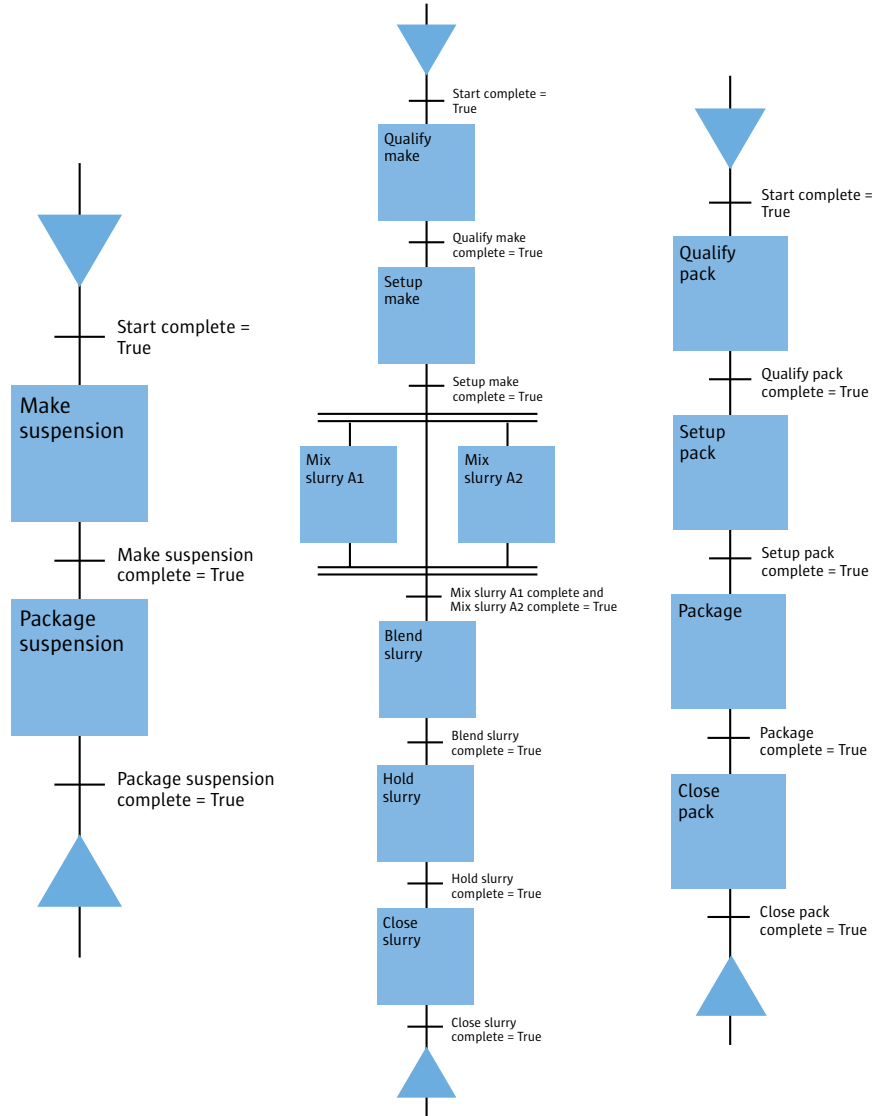 Start complete =
True
Make
suspension
Make suspension
complete = True
Package
suspension
Package suspension
complete = True
Start complete =
True
Qualify
make
Qualify make
complete = True
Setup
make
Setup make
complete = True
Mix
slurry A1
Mix
slurry A2
Mix slurry A1 complete and
Mix slurry A2 complete = True
Blend
slurry
Blend slurry
complete = True
Hold
slurry
Hold slurry
complete = True
Close
slurry
Close slurry
complete = True
Start complete =
True
Qualify
pack
Qualify pack
complete = True
Setup
pack
Setup pack
complete = True
Package
Package
complete = True
Close
pack
Close pack
complete = True